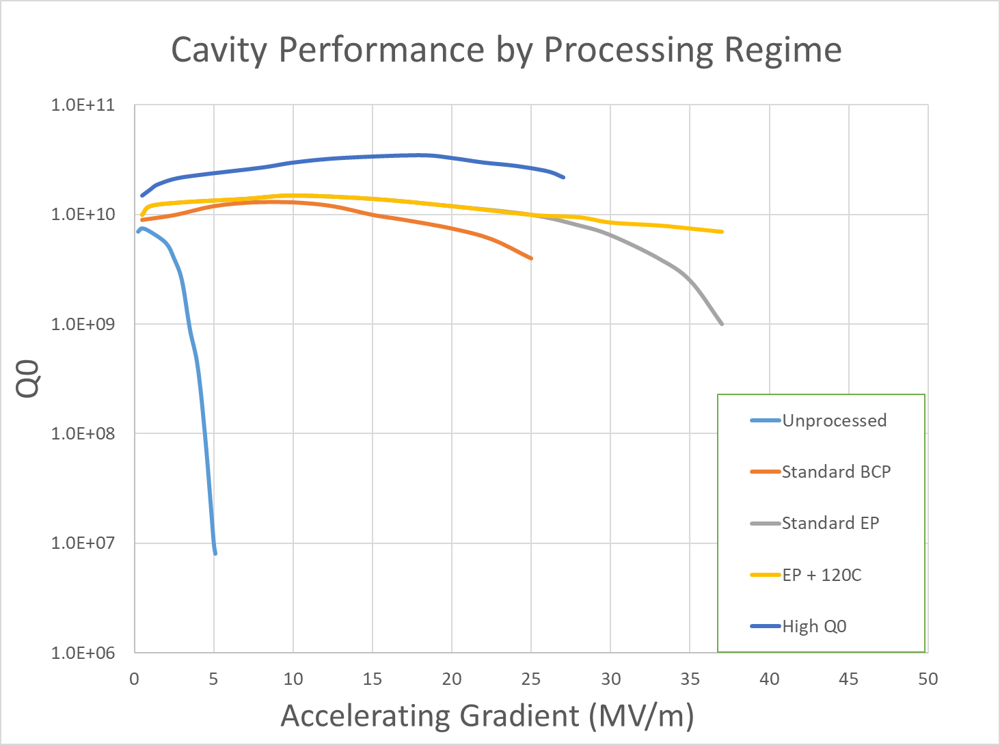 Cavity Performance by Processing Regime
1.0E+11
1.0E+10
1.0E+09
1.0E+08
1.0E+07
1.0E+06
Q0
0 5 10 15 20 25 30 35 40 45 50
Accelerating Gradient (MV/m)
Unprocessed
Standard BCP
Standard EP
EP + 120C
High Q0